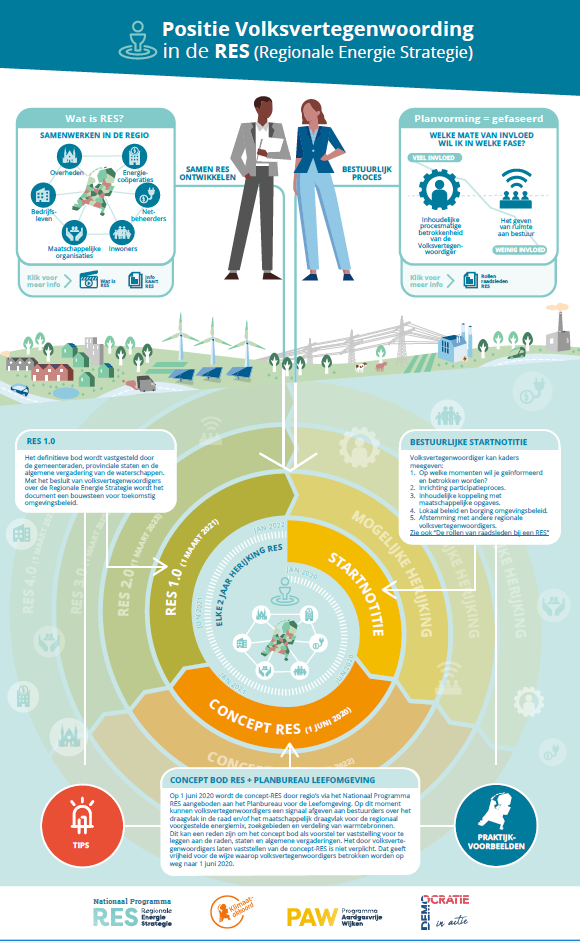 Positie Volksvertegenwoording
in de RES (Regionale Energie Strategie)
Wat is RES?
SAMENWERKEN IN DE REGIO
Overheden
Energie-
coöperaties
Bedrijfs-
leven
Net-
beheerders
Maatschappelijke
organisaties
Inwoners
Klik voor
meer info
Wat is
RES
Info
kaart
RES
SAMEN RES
ONTWIKKELEN
BESTUURLIJK
PROCES
Planvorming = gefaseerd
WELKE MATE VAN INVLOED
WIL IK IN WELKE FASE?
VEEL INVLOED
Inhoudelijke
procesmatige
betrokkenheid
van de
Volksvertegen-
woordiger
Het geven
van ruimte
aan bestuur
WEINIG INVLOED
Klik voor
meer info
Rollen
raadsleden
RES
RES 1.0
Het definitieve bod wordt vastgesteld door
de gemeenteraden, provinciale staten en de
algemene vergadering van de waterschappen.
Met het besluit van volksvertegenwoordigers
over de Regionale Energie Strategie wordt het
document een bouwsteen voor toekomstig
omgevingsbeleid.
BESTUURLIJKE STARTNOTITIE
Volksvertegenwoordiger kan kaders
meegeven:
1. Op welke momenten wil je geïnformeerd
en betrokken worden?
2. Inrichting participatieproces.
3. Inhoudelijke koppeling met
maatschappelijke opgaves.
4. Lokaal beleid en borging omgevingsbeleid.
5. Afstemming met andere regionale
volksvertegenwoordigers.
Zie ook "De rollen van raadsleden bij een RES"
RES 4.0 (1 MAART
RES 3.0 (1 MAART
RES 2.0 (1 MAART
RES 1.0 (1 MAART 2021)
ELKE 2 JAAR HERIJKING RES
JAN 2022
JAN 2020
JUNI 2021
JAN 2021
JUNI 2020
STARTNOTITIE
MOGELIJKE HERIJKING
HERIJKING
HERIJKING
CONCEPT RES (1 JUNI 2020)
CONCEPT BOD RES + PLANBUREAU LEEFOMGEVING
Op 1 juni 2020 wordt de concept-RES door regio's via het Nationaal Programma
RES aangeboden aan het Planbureau voor de Leefomgeving. Op dit moment
kunnen volksvertegenwoordigers een signaal afgeven aan bestuurders over het
draagvlak in de raad en/of het maatschappelijk draagvlak voor de regionaal
voorgestelde energiemix, zoekgebieden en verdeling van warmtebronnen.
Dit kan een reden zijn om het concept bod als voorstel ter vaststelling voor te
leggen aan de raden, staten en algemene vergaderingen. Het door volksverte-
genwoordigers laten vaststellen van de concept-RES is niet verplicht. Dat geeft
vrijheid voor de wijze waarop volksvertegenwoordigers betrokken worden op
weg naar 1 juni 2020.
TIPS
PRAKTIJK-
VOORBEELDEN
Nationaal Programma
RES Regionale
Energie
Strategie
Klimaat-
akkoord
PAW Programma
Aardgasvrije
Wijken
DEMOCRATIE
in actie